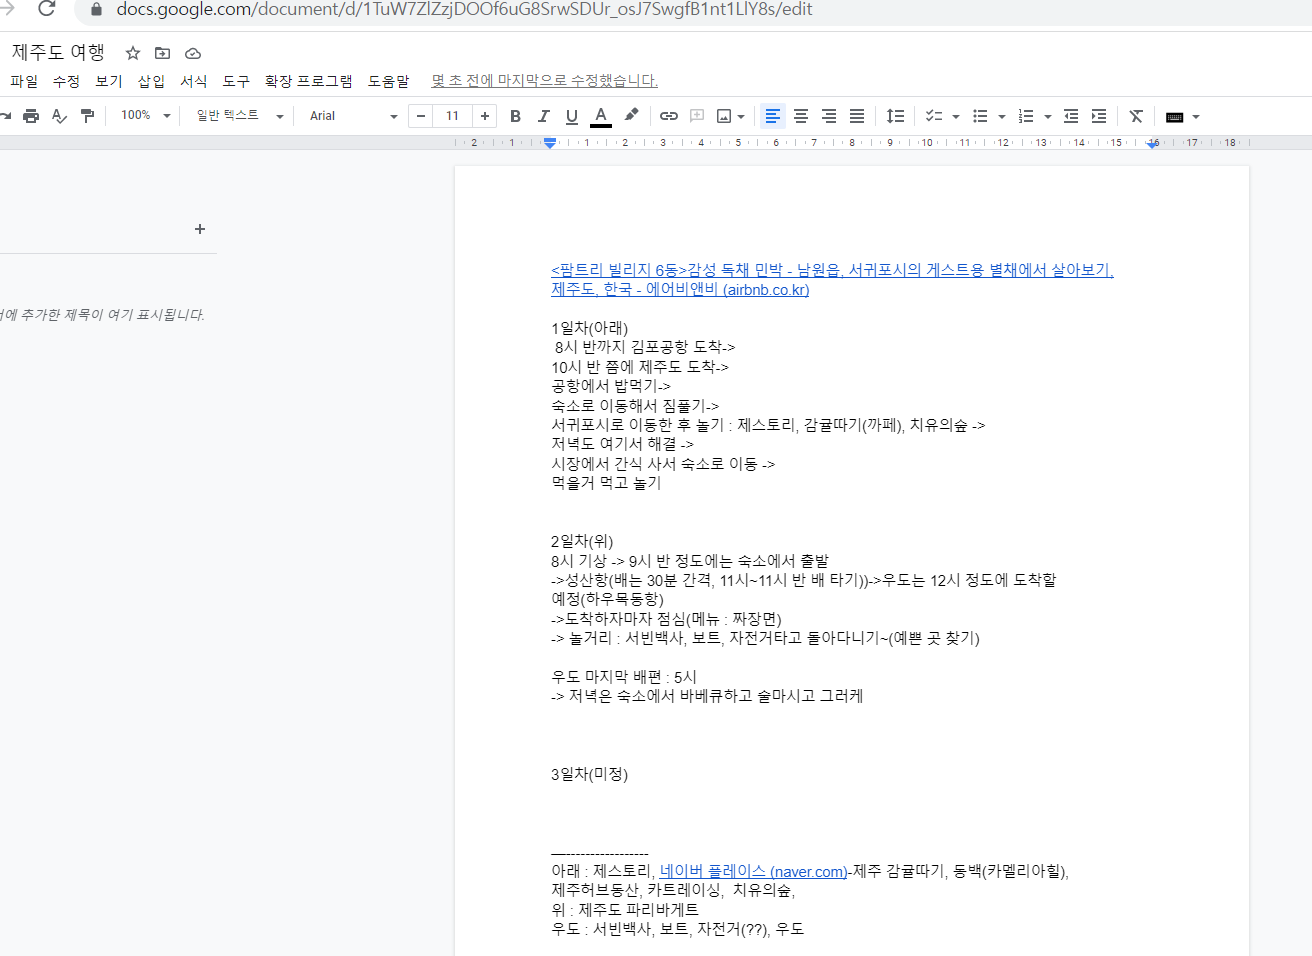 docs.google.com/document/d/1TuW7ZlZzjDOOf6uG8SrwSDUr_osJ7SwgfB1nt1LlY8s/edit
제주도 여행
파일 수정 보기 삽입 서식 도구 확장 프로그램 도움말 몇 초 전에 마지막으로 수정했습니다.
100% 일반 텍스트 Arial - 11 + B I U A
2 1 1 2 3 4 5 6 7 8 9 10 11 12 13 14 15 16 17 18
+
에 추가한 제목이 여기 표시됩니다.
<팜트리 빌리지 6동>감성 독채 민박 - 남원읍, 서귀포시의 게스트용 별채에서 살아보기,
제주도, 한국 - 에어비앤비 (airbnb.co.kr)
1일차(아래)
8시 반까지 김포공항 도착->
10시 반 쯤에 제주도 도착->
공항에서 밥먹기->
숙소로 이동해서 짐풀기->
서귀포시로 이동한 후 놀기 : 제스토리, 감귤따기(까페), 치유의숲 ->
저녁도 여기서 해결 ->
시장에서 간식 사서 숙소로 이동 ->
먹을거 먹고 놀기
2일차(위)
8시 기상 -> 9시 반 정도에는 숙소에서 출발
->성산항(배는 30분 간격, 11시~11시 반 배 타기))->우도는 12시 정도에 도착할
예정(하우목동항)
->도착하자마자 점심(메뉴 : 짜장면)
-> 놀거리 : 서빈백사, 보트, 자전거타고 돌아다니기~(예쁜 곳 찾기)
우도 마지막 배편 : 5시
-> 저녁은 숙소에서 바베큐하고 술마시고 그러케
3일차(미정)
—------------------
아래 : 제스토리, 네이버 플레이스 (naver.com)-제주 감귤따기, 동백(카멜리아힐),
제주허브동산, 카트레이싱, 치유의숲,
위 : 제주도 파리바게트
우도 : 서빈백사, 보트, 자전거(??), 우도